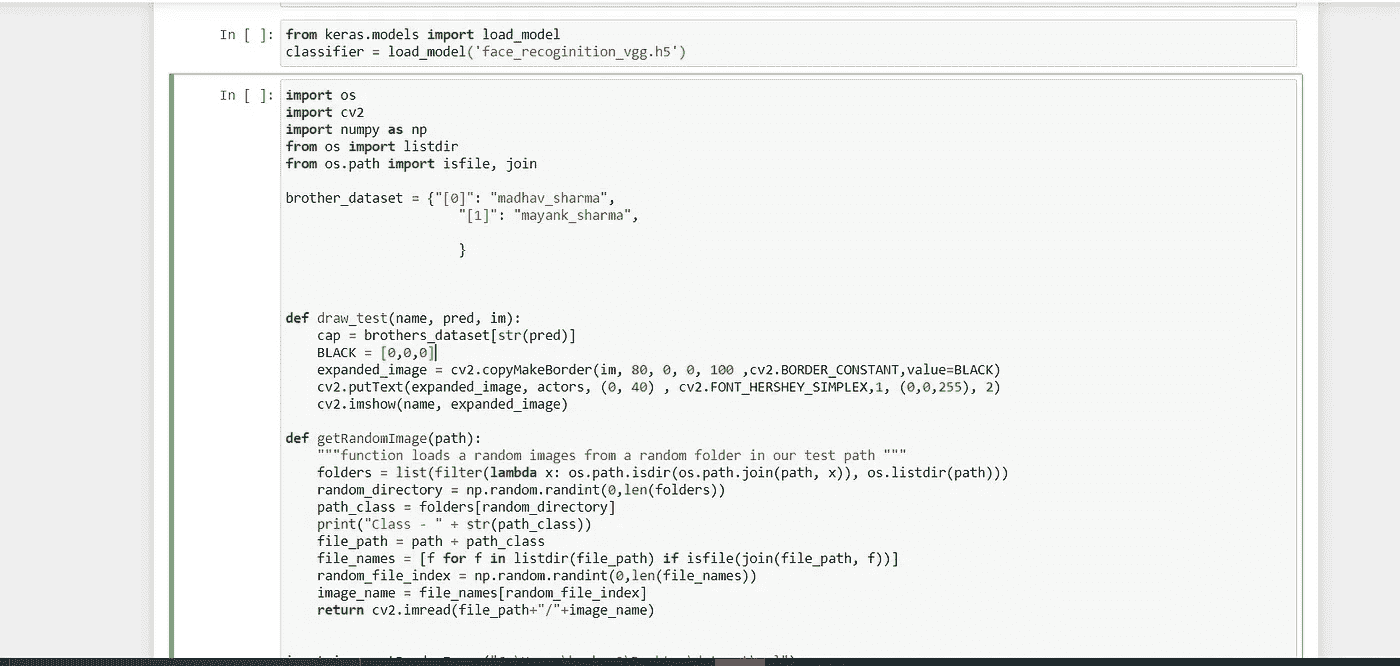 In [ ]: from keras.models import load_model
classifier = load_model('face_recoginition_vgg.h5')
In [ ]: import os
import cv2
import numpy as np
from os import listdir
from os.path import isfile, join
brother_dataset = {"[0]": "madhav_sharma",
"[1]": "mayank_sharma",
}
def draw_test(name, pred, im):
cap = brothers_dataset[str(pred)]
BLACK = [0,0,0]
expanded_image = cv2.copyMakeBorder(im, 80, 0, 0, 100 ,cv2.BORDER_CONSTANT,value=BLACK)
cv2.putText(expanded_image, actors, (0, 40) , cv2.FONT_HERSHEY_SIMPLEX,1, (0,0,255), 2)
cv2.imshow(name, expanded_image)
def getRandomImage(path):
"""function loads a random images from a random folder in our test path """
folders = list(filter(lambda x: os.path.isdir(os.path.join(path, x)), os.listdir(path)))
random_directory = np.random.randint(0,len(folders))
path_class = folders[random_directory]
print("Class - " + str(path_class))
file_path = path + path_class
file_names = [f for f in listdir(file_path) if isfile(join(file_path, f))]
random_file_index = np.random.randint(0,len(file_names))
image_name = file_names[random_file_index]
return cv2.imread(file_path+"/"+image_name)